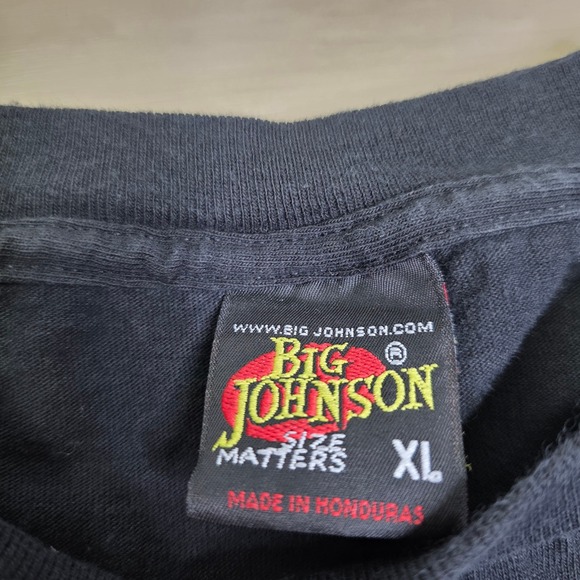 WWW.BIG JOHNSON.COM
BIG ®
JOHNSON
SIZE
MATTERS XL
MADE IN HONDURAS